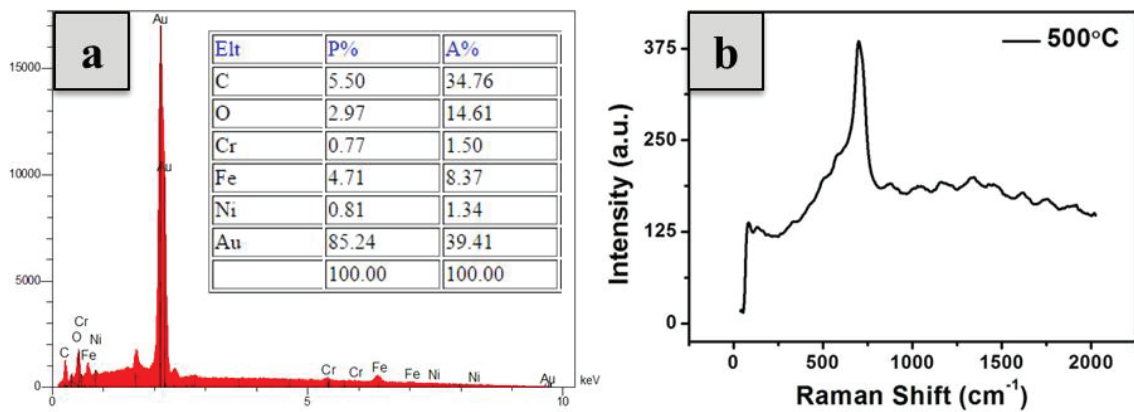 a
Au
Au
15000
10000
5000
0
Elt P% A%
C 5.50 34.76
O 2.97 14.61
Cr 0.77 1.50
Fe 4.71 8.37
Ni 0.81 1.34
Au 85.24 39.41
100.00 100.00
Cr
O Ni
C Fe
Cr Cr Fe Fe Ni Ni Au
0 5 10 keV
b
500°C
375
250
125
0
Intensity (a.u.)
0 500 1000 1500 2000
Raman Shift (cm⁻¹)